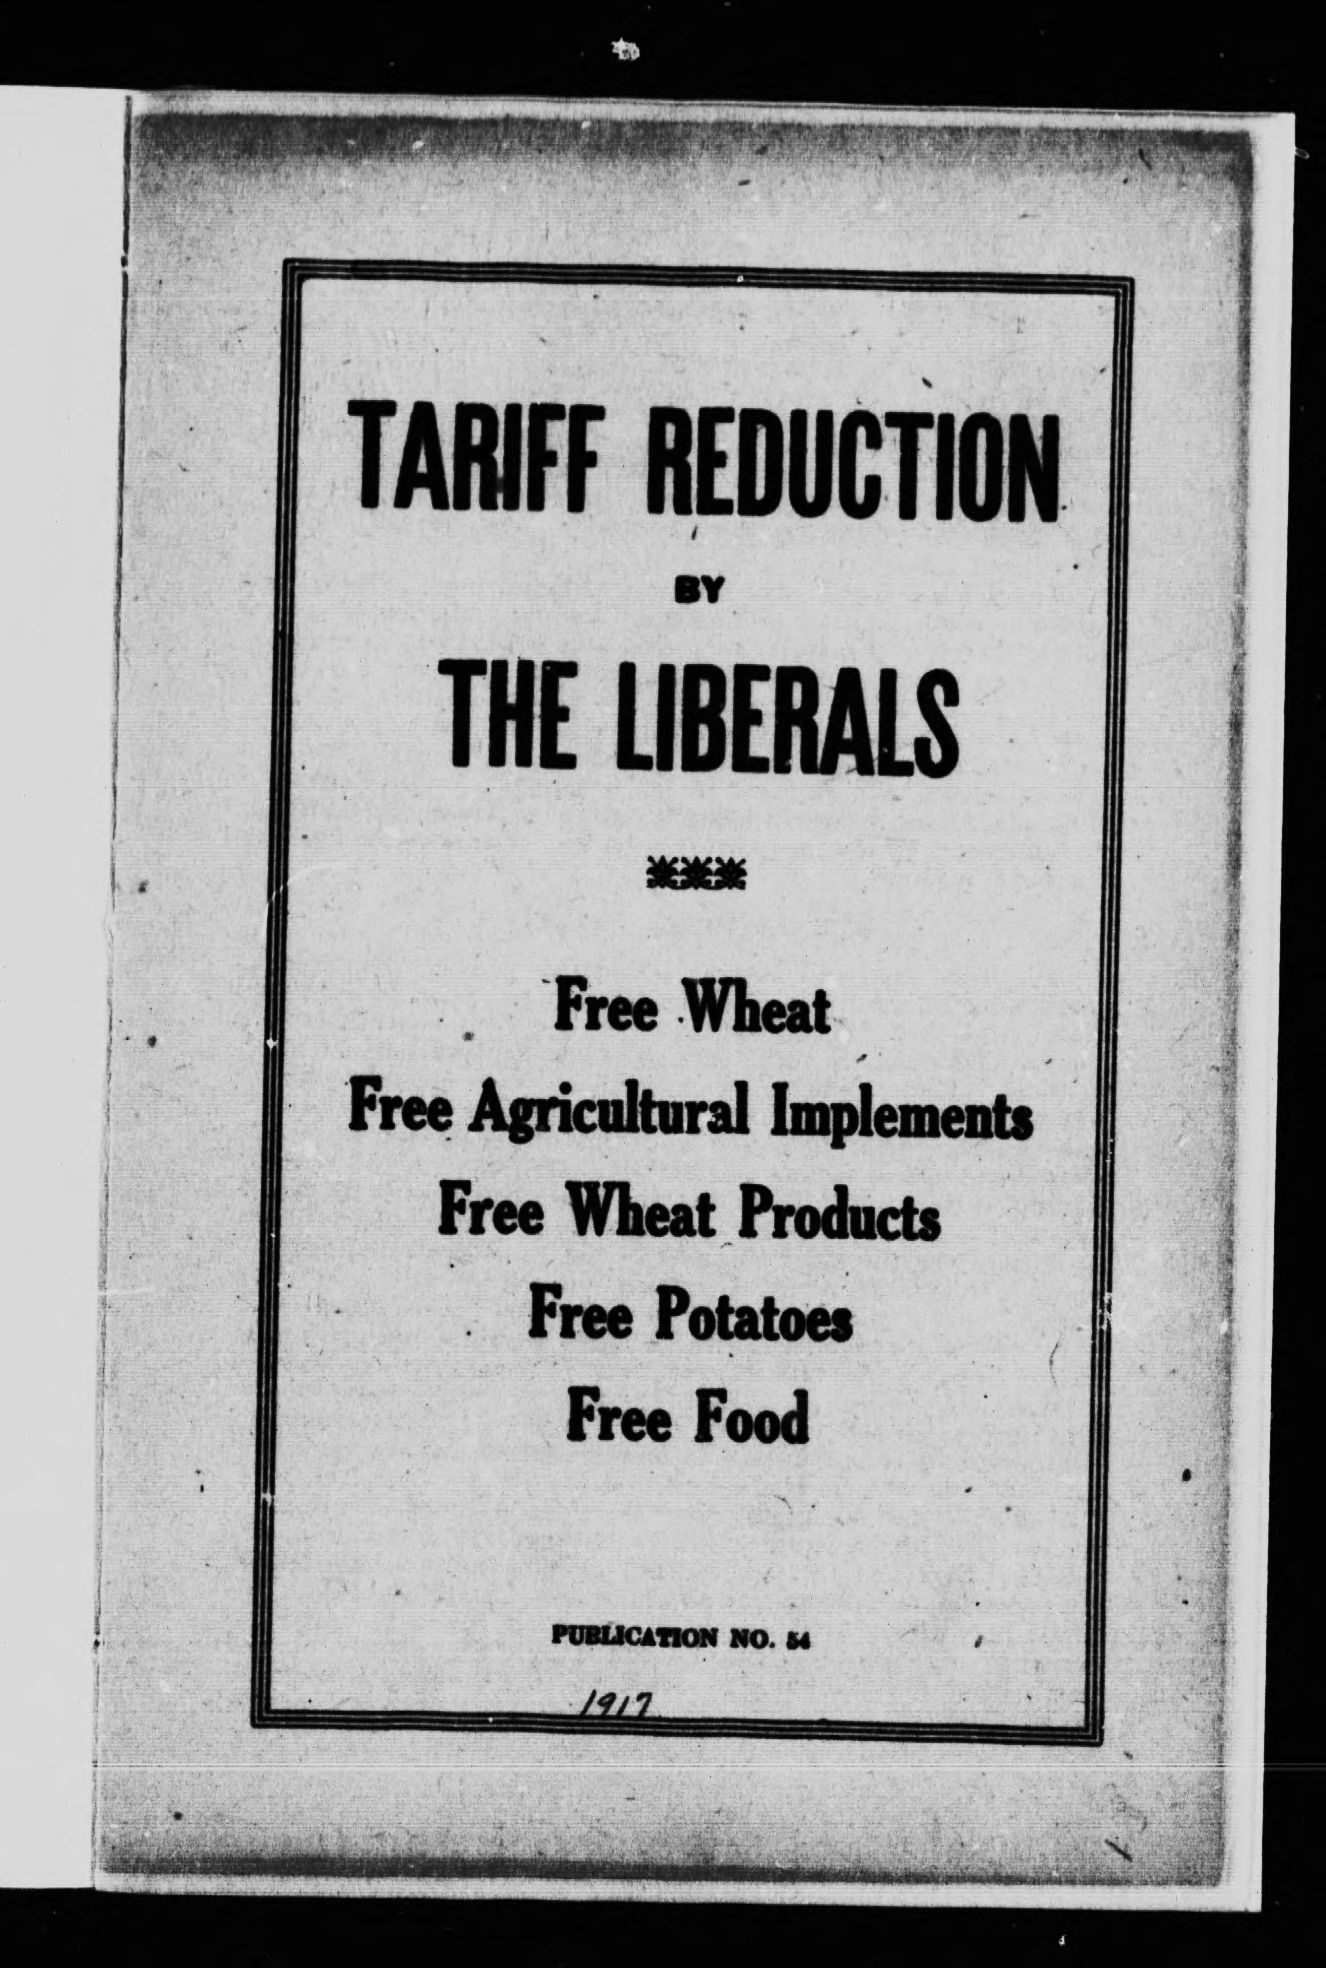 TARIFF REDUCTION
BY
THE LIBERALS
Free Wheat
Free Agricultural Implements
Free Wheat Products
Free Potatoes
Free Food
PUBLICATION NO. 54
1917